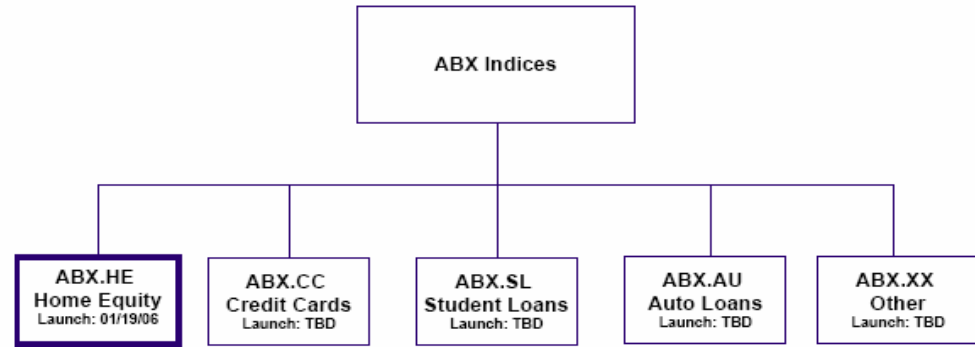 ABX Indices
ABX.HE
Home Equity
Launch: 01/19/06
ABX.CC
Credit Cards
Launch: TBD
ABX.SL
Student Loans
Launch: TBD
ABX.AU
Auto Loans
Launch: TBD
ABX.XX
Other
Launch: TBD